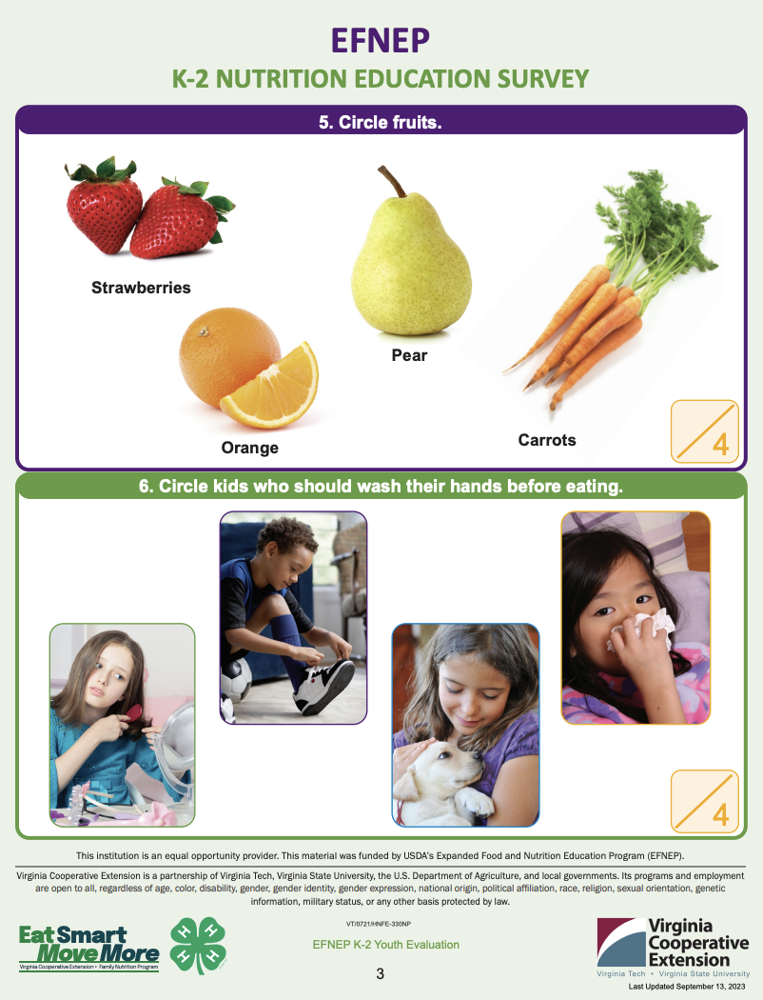 EFNEP
K-2 NUTRITION EDUCATION SURVEY
5. Circle fruits.
Strawberries
Pear
Orange
Carrots
4
6. Circle kids who should wash their hands before eating.
4
This institution is an equal opportunity provider. This material was funded by USDA's Expanded Food and Nutrition Education Program (EFNEP).
Virginia Cooperative Extension is a partnership of Virginia Tech, Virginia State University, the U.S. Department of Agriculture, and local governments. Its programs and employment
are open to all, regardless of age, color, disability, gender, gender identity, gender expression, national origin, political affiliation, race, religion, sexual orientation, genetic
information, military status, or any other basis protected by law.
Eat Smart
Move More
Virginia Cooperative Extension • Family Nutrition Program
H H H H
VT/0721/HNFE-330NP
EFNEP K-2 Youth Evaluation
3
Virginia
Cooperative
Extension
Virginia Tech • Virginia State University
Last Updated September 13, 2023